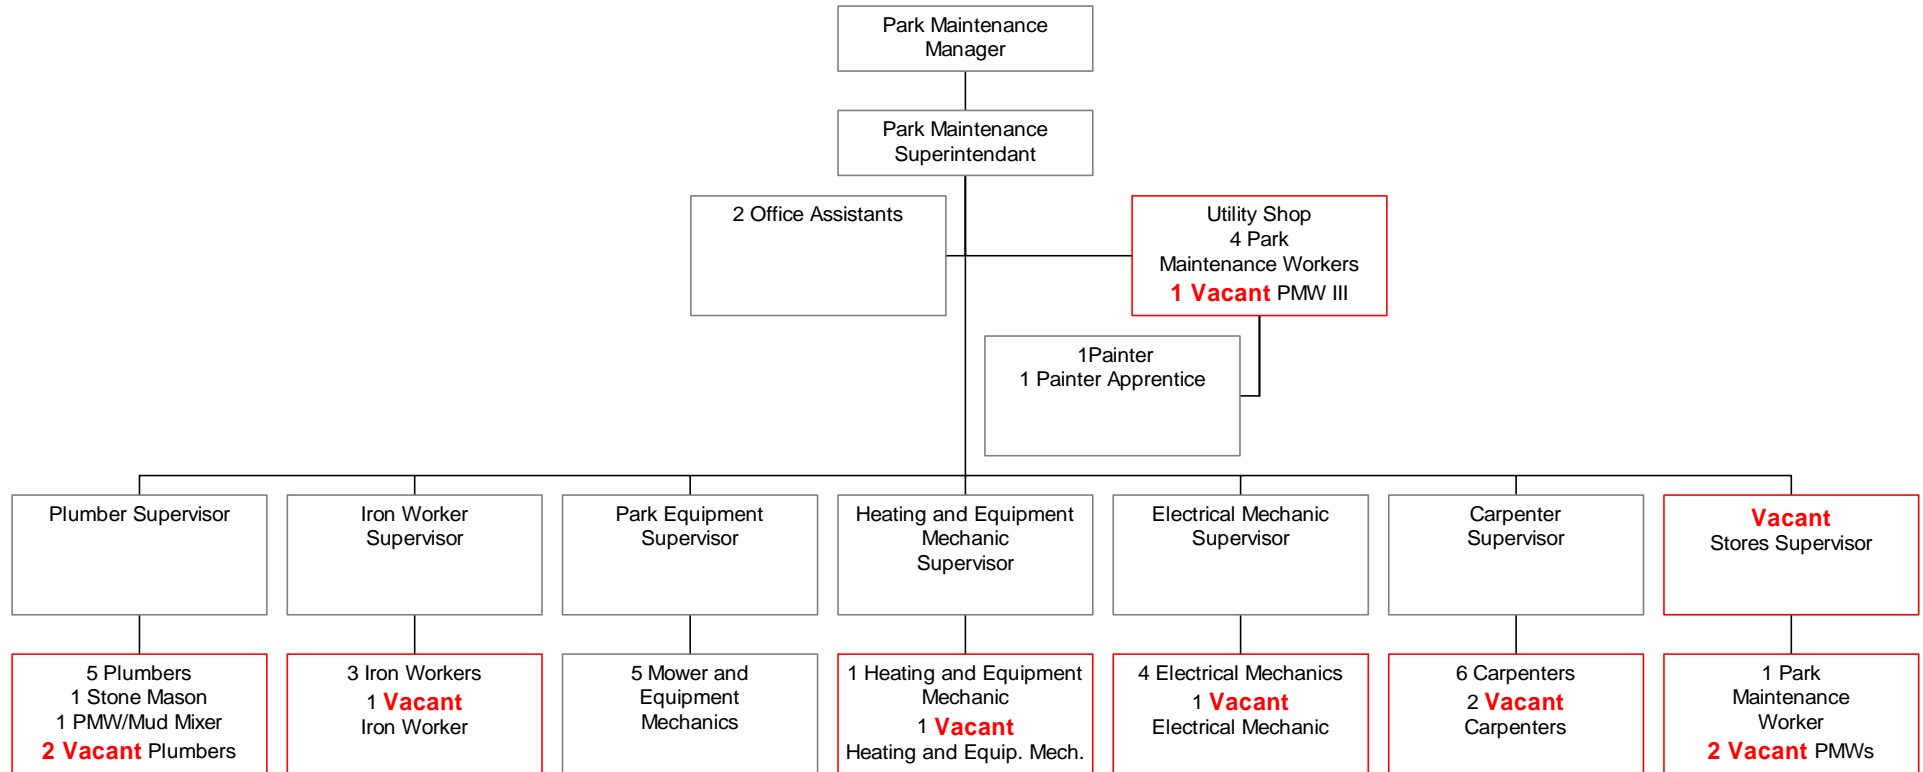 Park Maintenance
Manager
Park Maintenance
Superintendant
2 Office Assistants
Utility Shop
4 Park
Maintenance Workers
1 Vacant PMW III
1Painter
1 Painter Apprentice
Plumber Supervisor
Iron Worker
Supervisor
Park Equipment
Supervisor
Heating and Equipment
Mechanic
Supervisor
Electrical Mechanic
Supervisor
Carpenter
Supervisor
Vacant
Stores Supervisor
5 Plumbers
1 Stone Mason
1 PMW/Mud Mixer
2 Vacant Plumbers
3 Iron Workers
1 Vacant
Iron Worker
5 Mower and
Equipment
Mechanics
1 Heating and Equipment
Mechanic
1 Vacant
Heating and Equip. Mech.
4 Electrical Mechanics
1 Vacant
Electrical Mechanic
6 Carpenters
2 Vacant
Carpenters
1 Park
Maintenance
Worker
2 Vacant PMWs